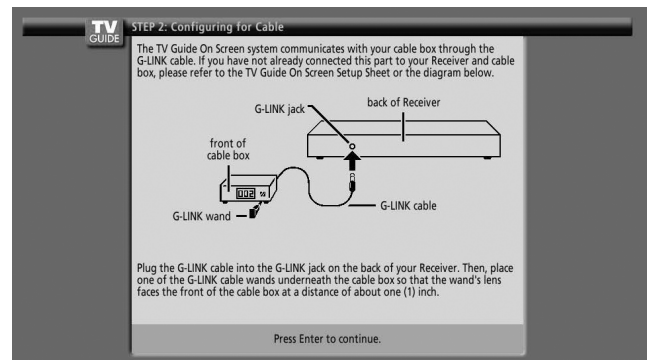 TV
GUIDE
STEP 2: Configuring for Cable
The TV Guide On Screen system communicates with your cable box through the
G-LINK cable. If you have not already connected this part to your Receiver and cable
box, please refer to the TV Guide On Screen Setup Sheet or the diagram below.
G-LINK jack
back of Receiver
front of
cable box
002
G-LINK wand
G-LINK cable
Plug the G-LINK cable into the G-LINK jack on the back of your Receiver. Then, place
one of the G-LINK cable wands underneath the cable box so that the wand's lens
faces the front of the cable box at a distance of about one (1) inch.
Press Enter to continue.